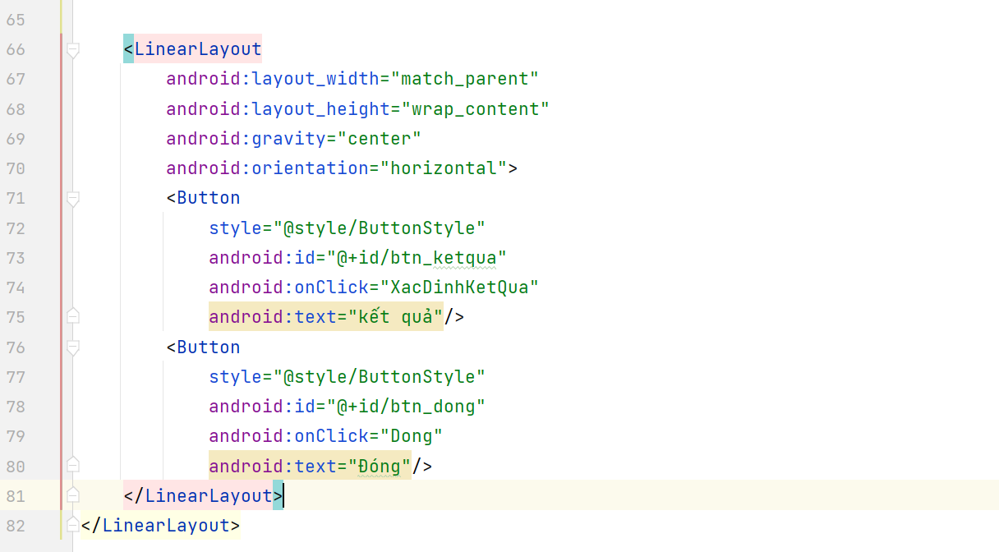 65
66 <LinearLayout
67 android:layout_width="match_parent"
68 android:layout_height="wrap_content"
69 android:gravity="center"
70 android:orientation="horizontal">
71 <Button
72 style="@style/ButtonStyle"
73 android:id="@+id/btn_ketqua"
74 android:onClick="XacDinhKetQua"
75 android:text="kết quả"/>
76 <Button
77 style="@style/ButtonStyle"
78 android:id="@+id/btn_dong"
79 android:onClick="Dong"
80 android:text="Đóng"/>
81 </LinearLayout>
82 </LinearLayout>